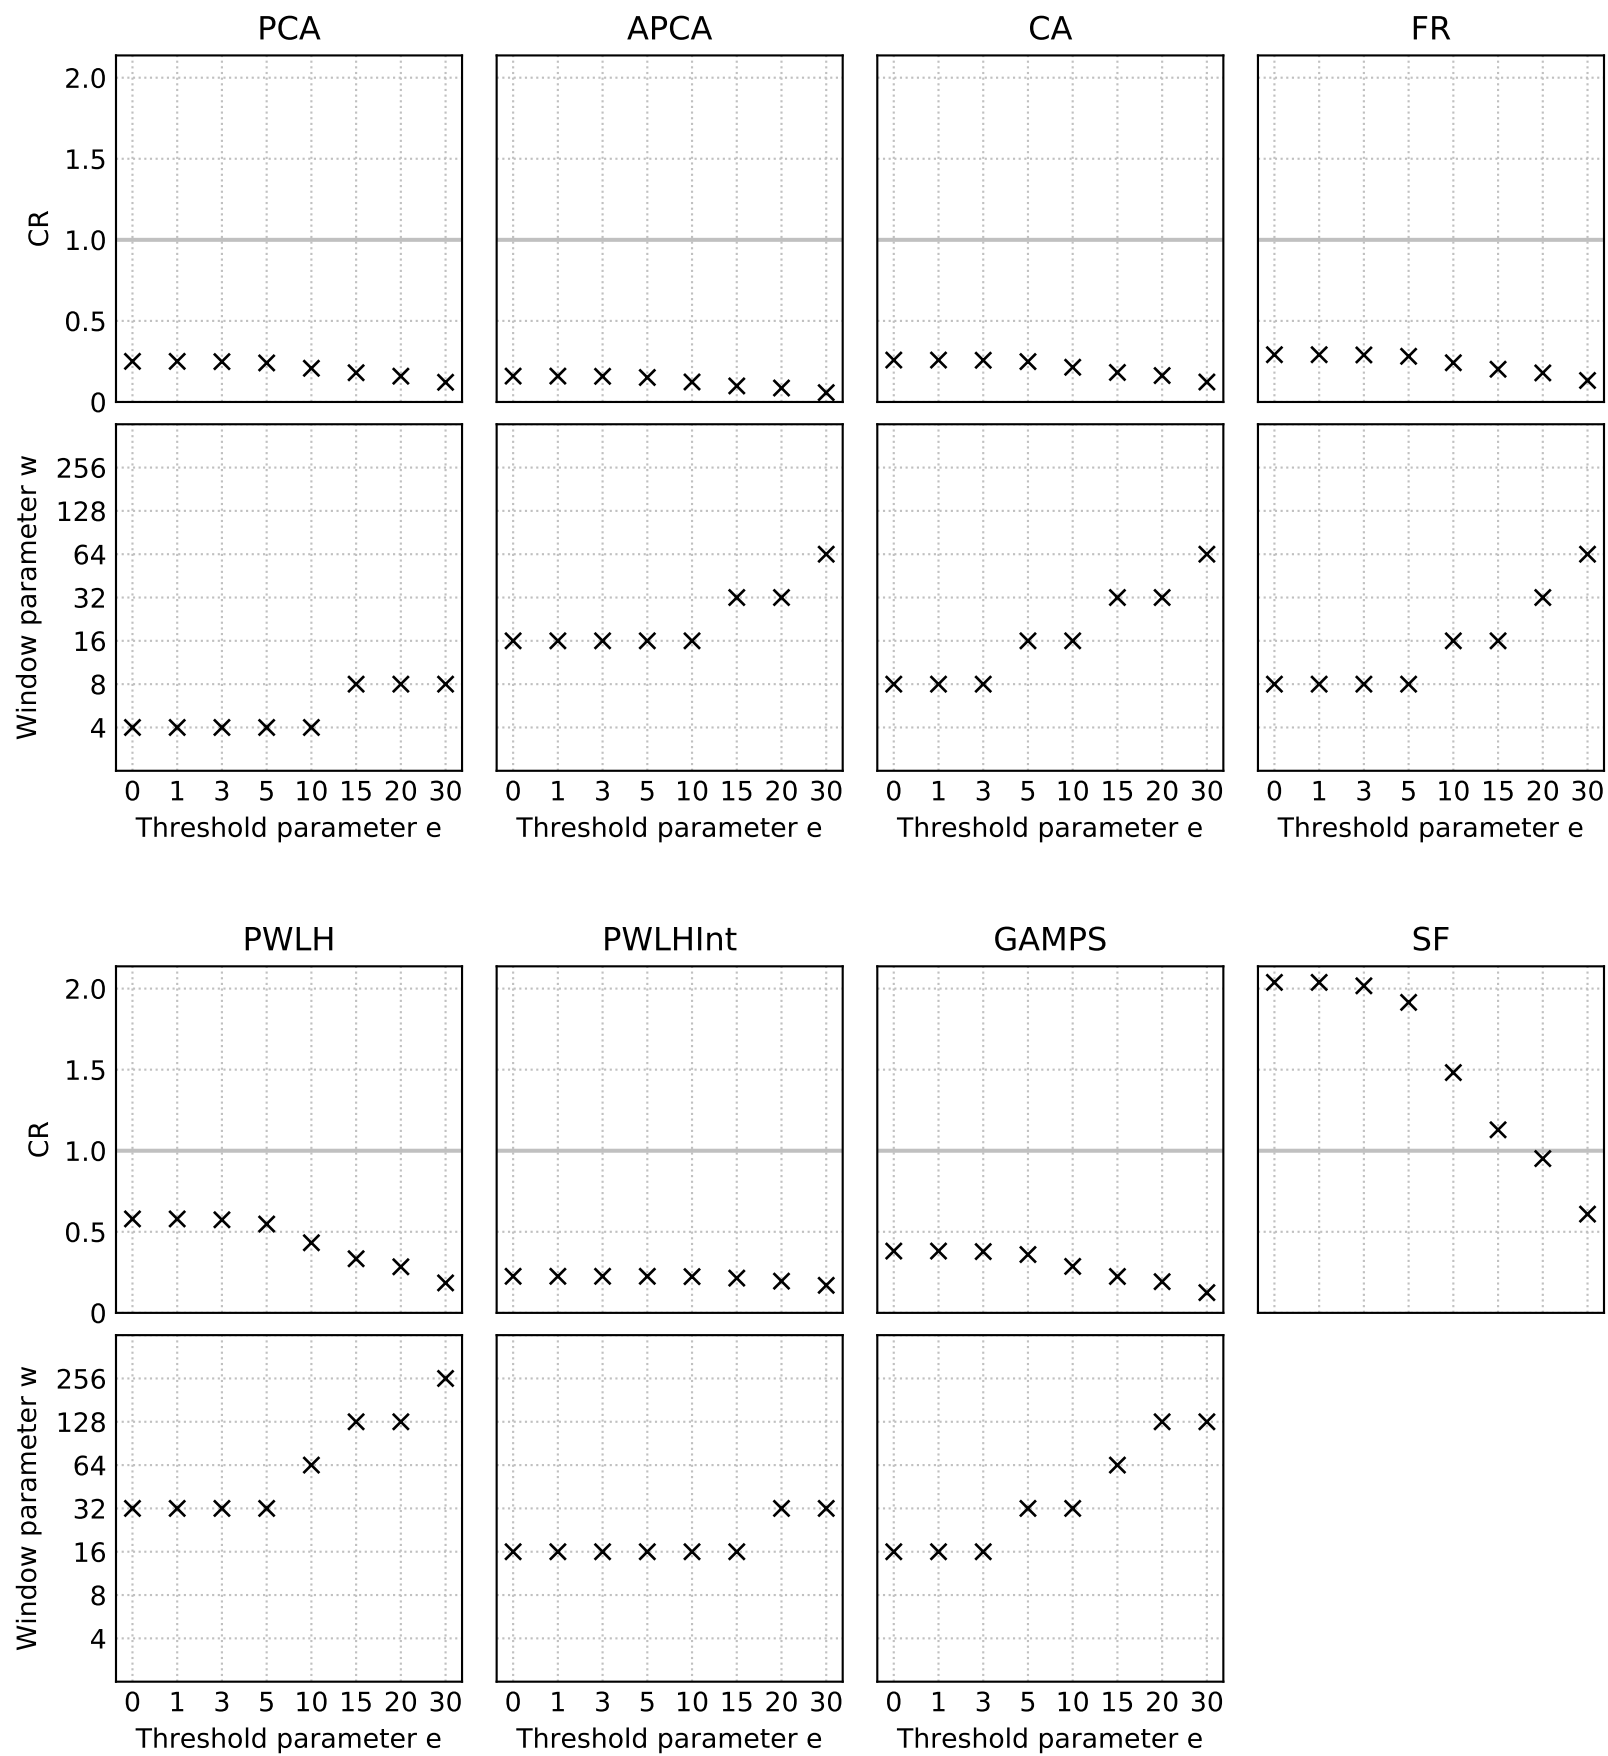 PCA APCA CA FR
2.0
1.5
CR 1.0
0.5
0
Window parameter w
256
128
64
32
16
8
4
0 1 3 5 10 15 20 30 0 1 3 5 10 15 20 30 0 1 3 5 10 15 20 30 0 1 3 5 10 15 20 30
Threshold parameter e Threshold parameter e Threshold parameter e Threshold parameter e
PWLH PWLHInt GAMPS SF
2.0
1.5
CR 1.0
0.5
0
Window parameter w
256
128
64
32
16
8
4
0 1 3 5 10 15 20 30 0 1 3 5 10 15 20 30 0 1 3 5 10 15 20 30
Threshold parameter e Threshold parameter e Threshold parameter e